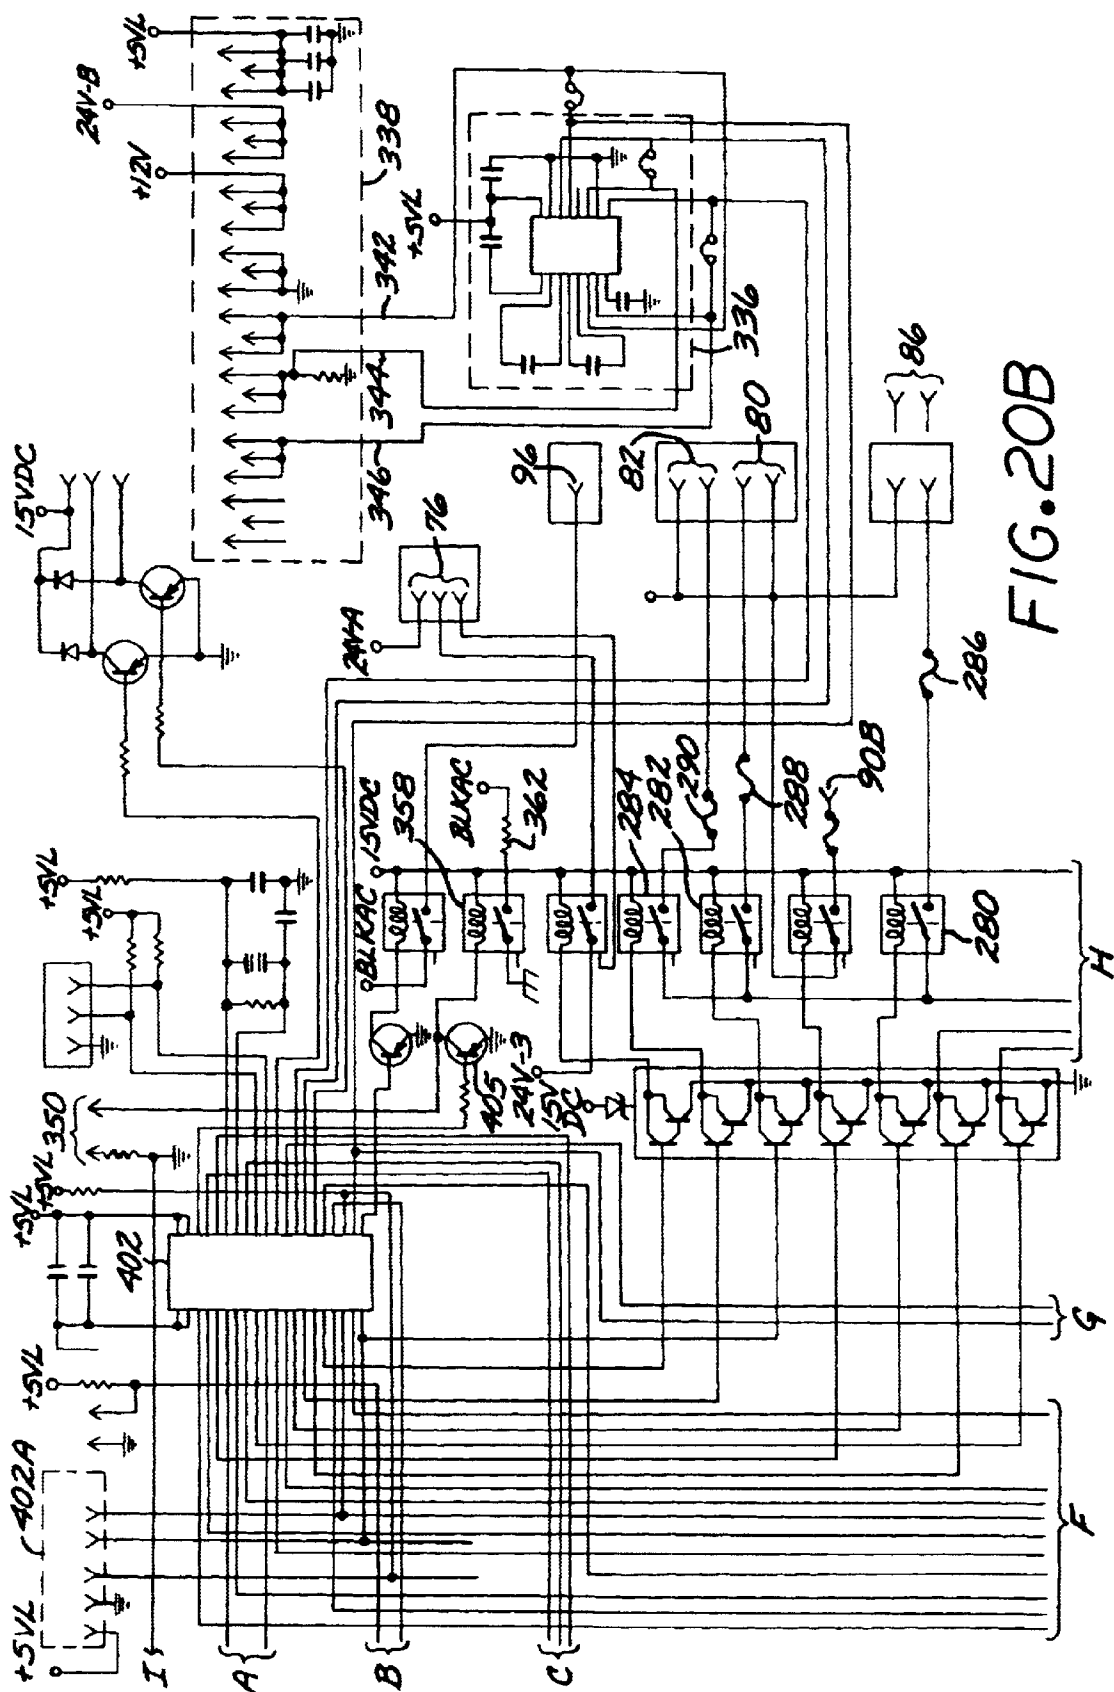 +5VL
402A
+5VL
+5VL
+5VL
350
402
+5VL
+5VL
15VDC
+5VL
24V-B
+12V
338
342
344
346
+5VL
336
24V-A
76
96
82
80
86
BLKAC
15VDC
358
BLKAC
362
284
282
290
288
90B
286
280
405
24V-3
15V
DC
I
A
B
C
F
G
H
FIG. 20B